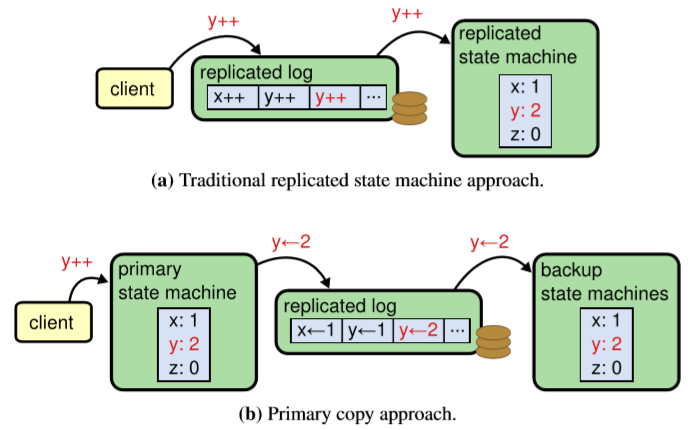 y++
client
replicated log
x++ y++ y++ ...
y++
replicated
state machine
x: 1
y: 2
z: 0
(a) Traditional replicated state machine approach.
y++
client
primary
state machine
x: 1
y: 2
z: 0
y←2
replicated log
x←1 y←1 y←2 ...
y←2
backup
state machines
x: 1
y: 2
z: 0
(b) Primary copy approach.